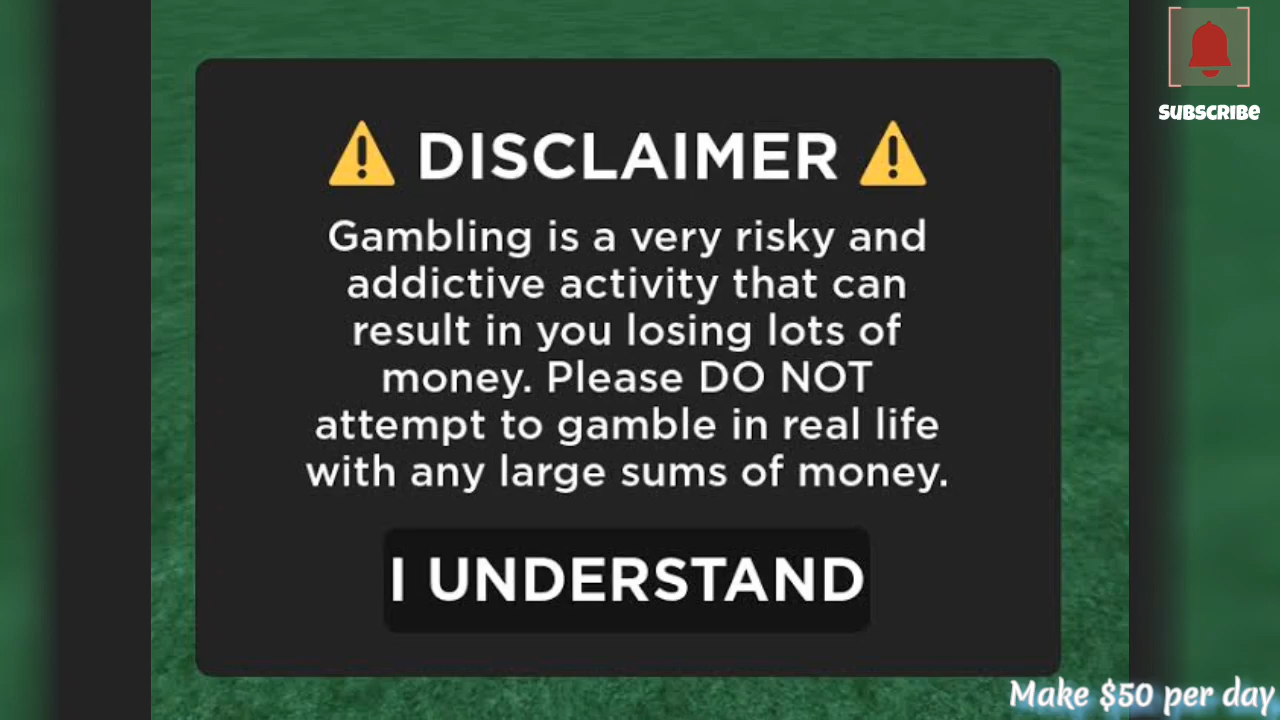 SUBSCRIBE
⚠️ DISCLAIMER ⚠️
Gambling is a very risky and
addictive activity that can
result in you losing lots of
money. Please DO NOT
attempt to gamble in real life
with any large sums of money.
I UNDERSTAND
Make $50 per day